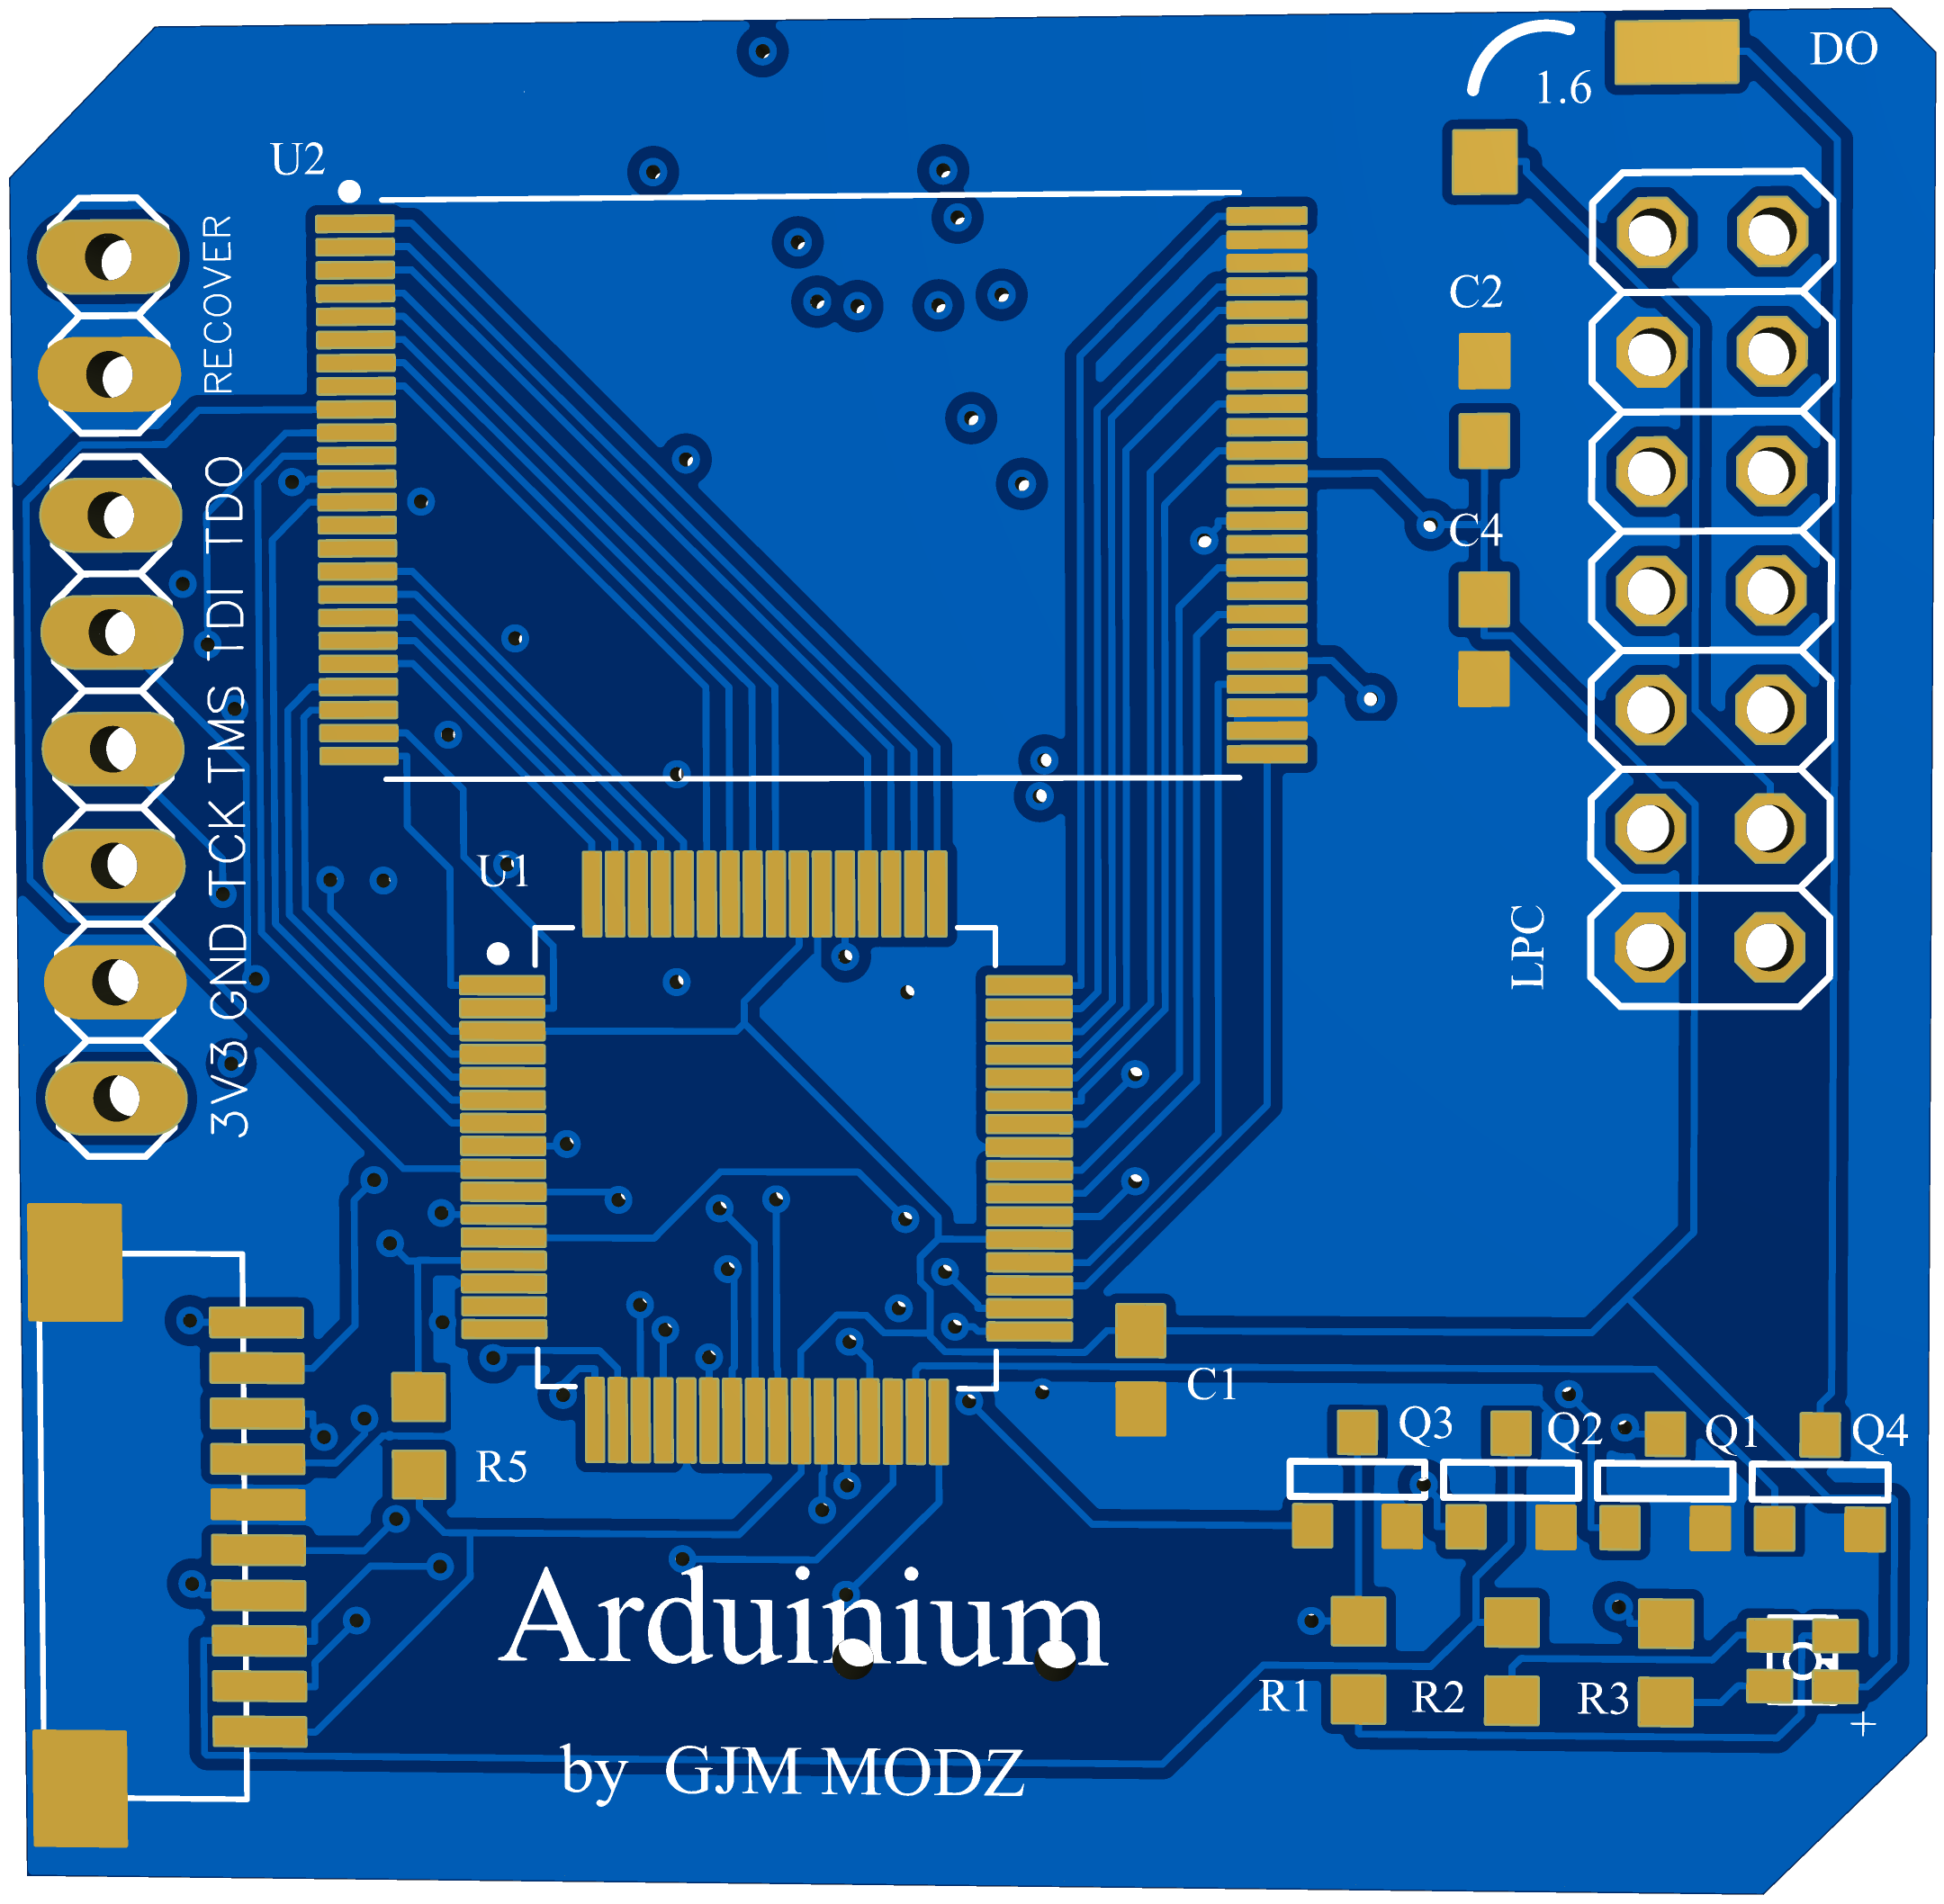 DO
1.6
U2
RECOVER
C2
TDO
C4
TDI
TMS
TCK
U1
LPC
GND
3V3
C1
Q3
Q2
Q1
Q4
R5
Arduinium
R1
R2
R3
+
by GJM MODZ